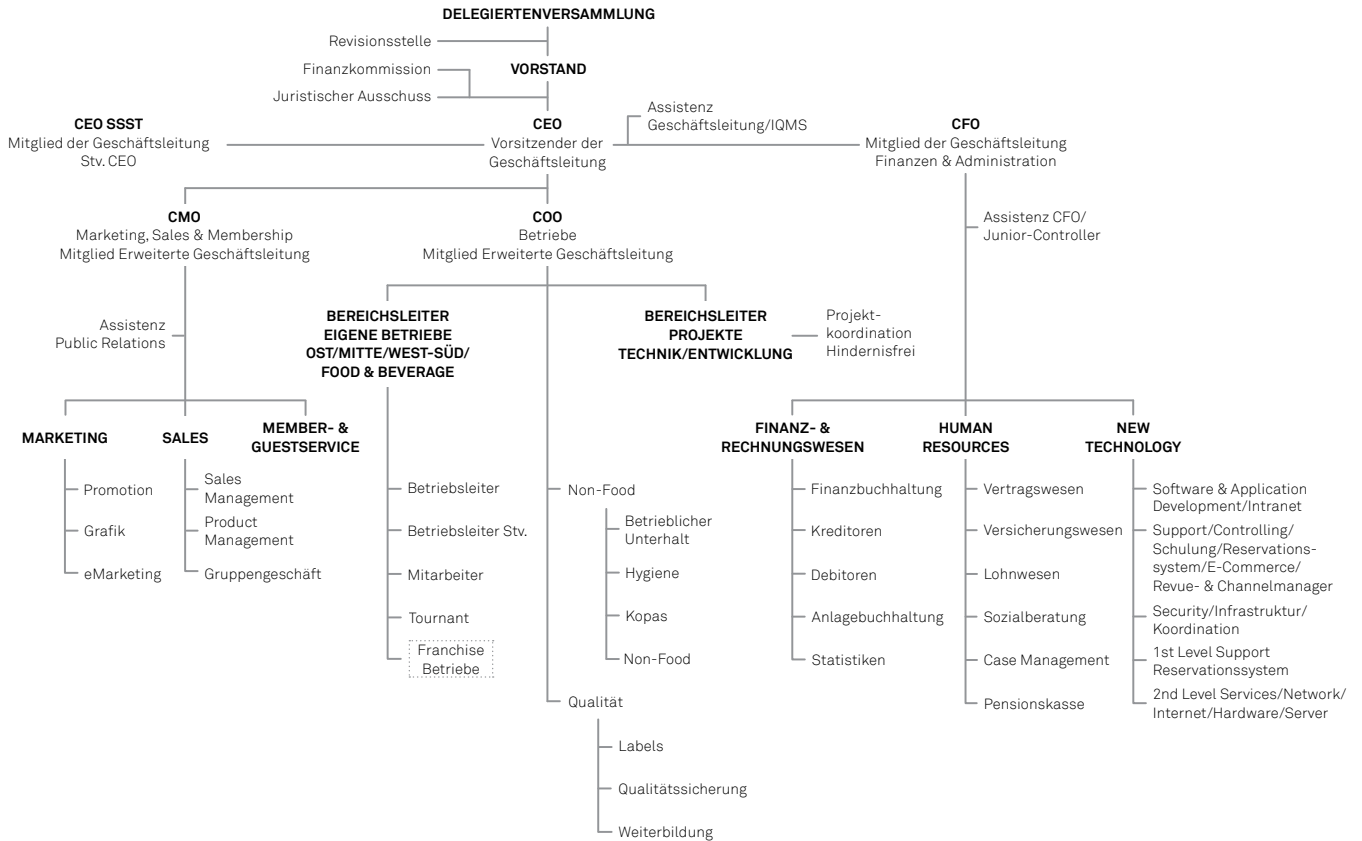 DELEGIERTENVERSAMMLUNG
Revisionsstelle
Finanzkommission
VORSTAND
Juristischer Ausschuss
Assistenz
Geschäftsleitung/IQMS
CEO SSST
Mitglied der Geschäftsleitung
Stv. CEO
CEO
Vorsitzender der
Geschäftsleitung
CFO
Mitglied der Geschäftsleitung
Finanzen & Administration
CMO
Marketing, Sales & Membership
Mitglied Erweiterte Geschäftsleitung
COO
Betriebe
Mitglied Erweiterte Geschäftsleitung
Assistenz CFO/
Junior-Controller
Assistenz
Public Relations
BEREICHSLEITER
EIGENE BETRIEBE
OST/MITTE/WEST-SÜD/
FOOD & BEVERAGE
BEREICHSLEITER
PROJEKTE
TECHNIK/ENTWICKLUNG
Projekt-
koordination
Hindernisfrei
MARKETING
SALES
MEMBER- &
GUESTSERVICE
FINANZ- &
RECHNUNGSWESEN
HUMAN
RESOURCES
NEW
TECHNOLOGY
Promotion
Grafik
eMarketing
Sales
Management
Product
Management
Gruppengeschäft
Betriebsleiter
Betriebsleiter Stv.
Mitarbeiter
Tournant
Franchise
Betriebe
Non-Food
Betrieblicher
Unterhalt
Hygiene
Kopas
Non-Food
Qualität
Labels
Qualitätssicherung
Weiterbildung
Finanzbuchhaltung
Kreditoren
Debitoren
Anlagebuchhaltung
Statistiken
Vertragswesen
Versicherungswesen
Lohnwesen
Sozialberatung
Case Management
Pensionskasse
Software & Application
Development/Intranet
Support/Controlling/
Schulung/Reservations-
system/E-Commerce/
Revue- & Channelmanager
Security/Infrastruktur/
Koordination
1st Level Support
Reservationssystem
2nd Level Services/Network/
Internet/Hardware/Server